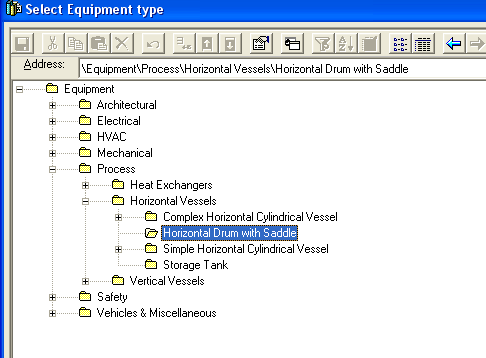 Select Equipment type
Address: \Equipment\Process\Horizontal Vessels\Horizontal Drum with Saddle
Equipment
Architectural
Electrical
HVAC
Mechanical
Process
Heat Exchangers
Horizontal Vessels
Complex Horizontal Cylindrical Vessel
Horizontal Drum with Saddle
Simple Horizontal Cylindrical Vessel
Storage Tank
Vertical Vessels
Safety
Vehicles & Miscellaneous